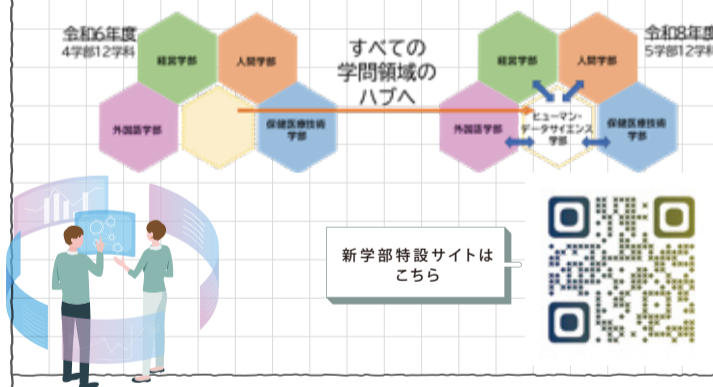 令和6年度
4学部12学科
経営学部
人間学部
外国語学部
保健医療技術
学部
すべての
学問領域の
ハブへ
令和8年度
5学部12学科
経営学部
人間学部
外国語学部
ヒューマン・
データサイエンス
学部
保健医療技術
学部
新学部特設サイトは
こちら